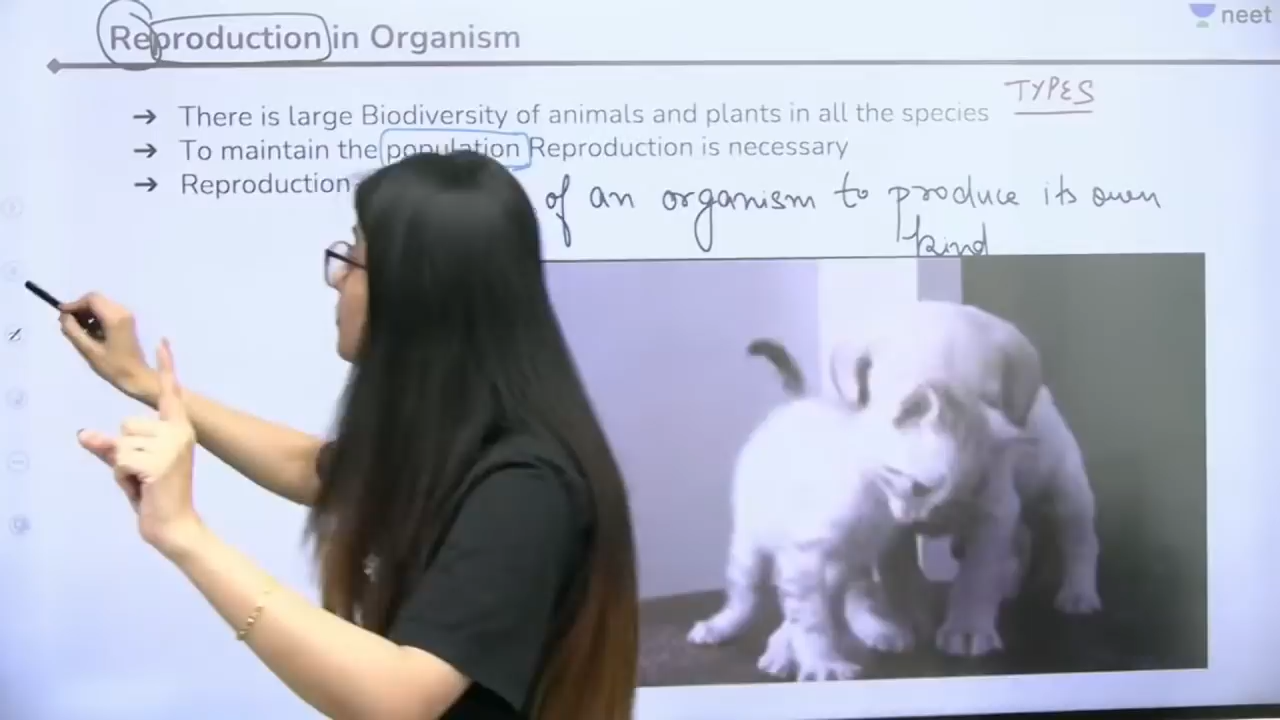 Reproduction in Organism
neet
TYPES
→ There is large Biodiversity of animals and plants in all the species
→ To maintain the population Reproduction is necessary
→ Reproduction of an organism to produce its own
kind